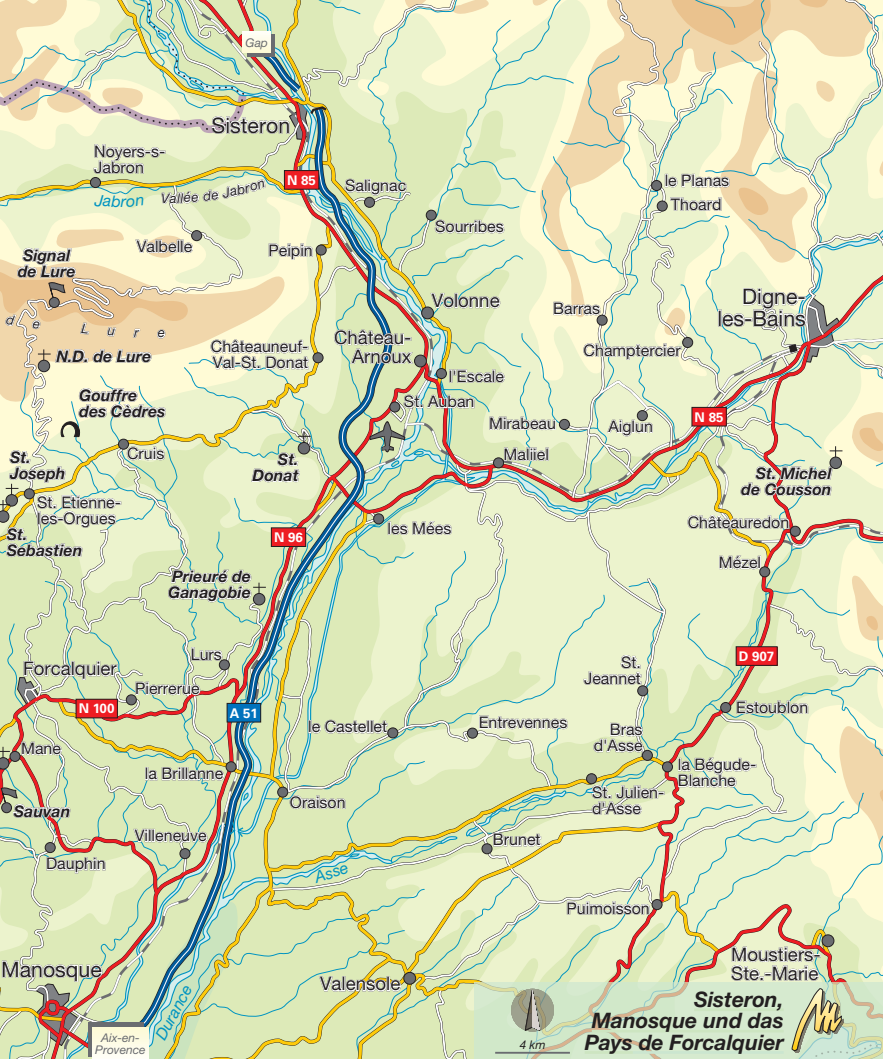 Gap
Sisteron
Noyers-s-
Jabron
N 85
le Planas
Salignac
Vallée de Jabron
Jabron
Thoard
Sourribes
Valbelle
Peipin
Signal
de Lure
Volonne
Digne-
les-Bains
Barras
de Lure
Château-
Arnoux
Châteauneuf-
Val-St. Donat
Champtercier
N.D. de Lure
l'Escale
Gouffre
des Cèdres
St. Auban
N 85
Mirabeau
Aiglun
Cruis
Maliiel
St.
Donat
St.
Joseph
St. Michel
de Cousson
St. Etienne-
les-Orgues
les Mées
Châteauredon
St.
Sébastien
N 96
Mézel
Prieuré de
Ganagobie
Lurs
D 907
Forcalquier
St.
Jeannet
Pierrerue
N 100
A 51
Estoublon
le Castellet
Entrevennes
Bras
d'Asse
Mane
la Brillanne
la Bégude-
Blanche
Oraison
St. Julien-
d'Asse
Sauvan
Villeneuve
Brunet
Dauphin
Asse
Puimoisson
Manosque
Moustiers-
Ste.-Marie
Valensole
Durance
Aix-en-
Provence
4 km
Sisteron,
Manosque und das
Pays de Forcalquier